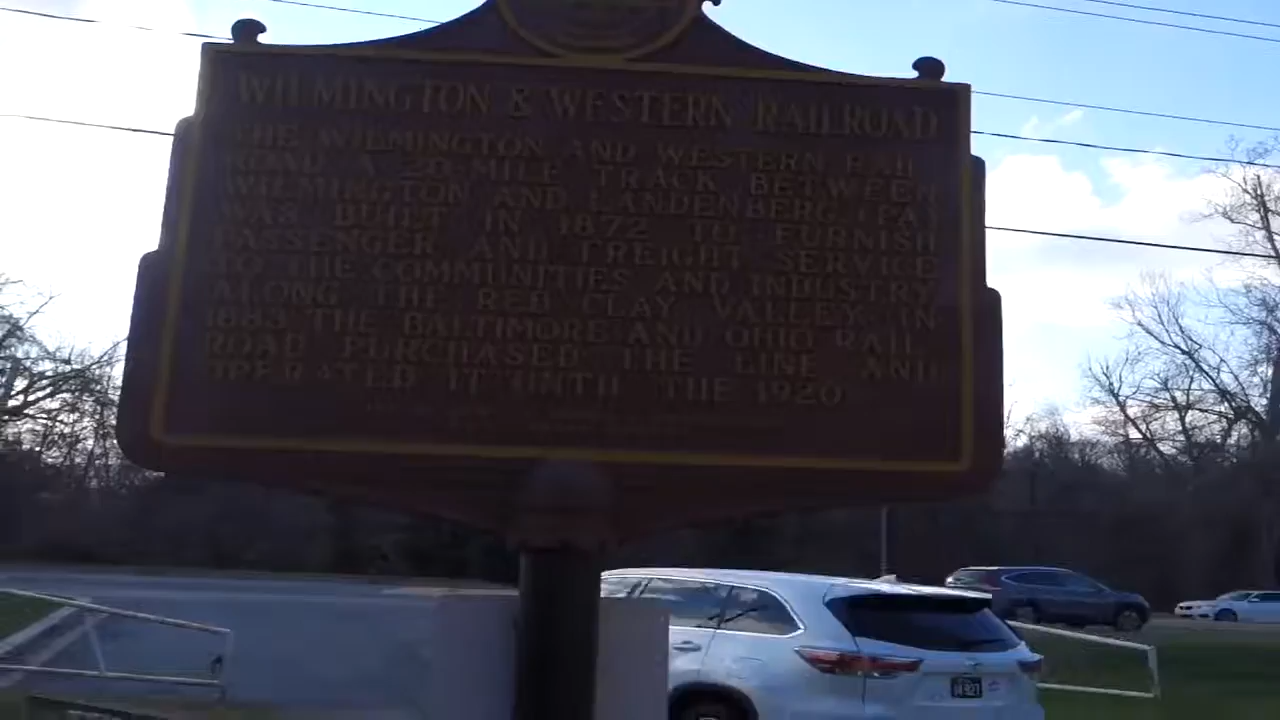 WILMINGTON & WESTERN RAILROAD
THE WILMINGTON AND WESTERN RAIL
ROAD A 20 MILE TRACK BETWEEN
WILMINGTON AND LANDENBERG (PA)
WAS BUILT IN 1872 TO FURNISH
PASSENGER AND FREIGHT SERVICE
TO THE COMMUNITIES AND INDUSTRY
ALONG THE RED CLAY VALLEY. IN
1883 THE BALTIMORE AND OHIO RAIL
ROAD PURCHASED THE LINE AND
OPERATED IT UNTIL THE 1920